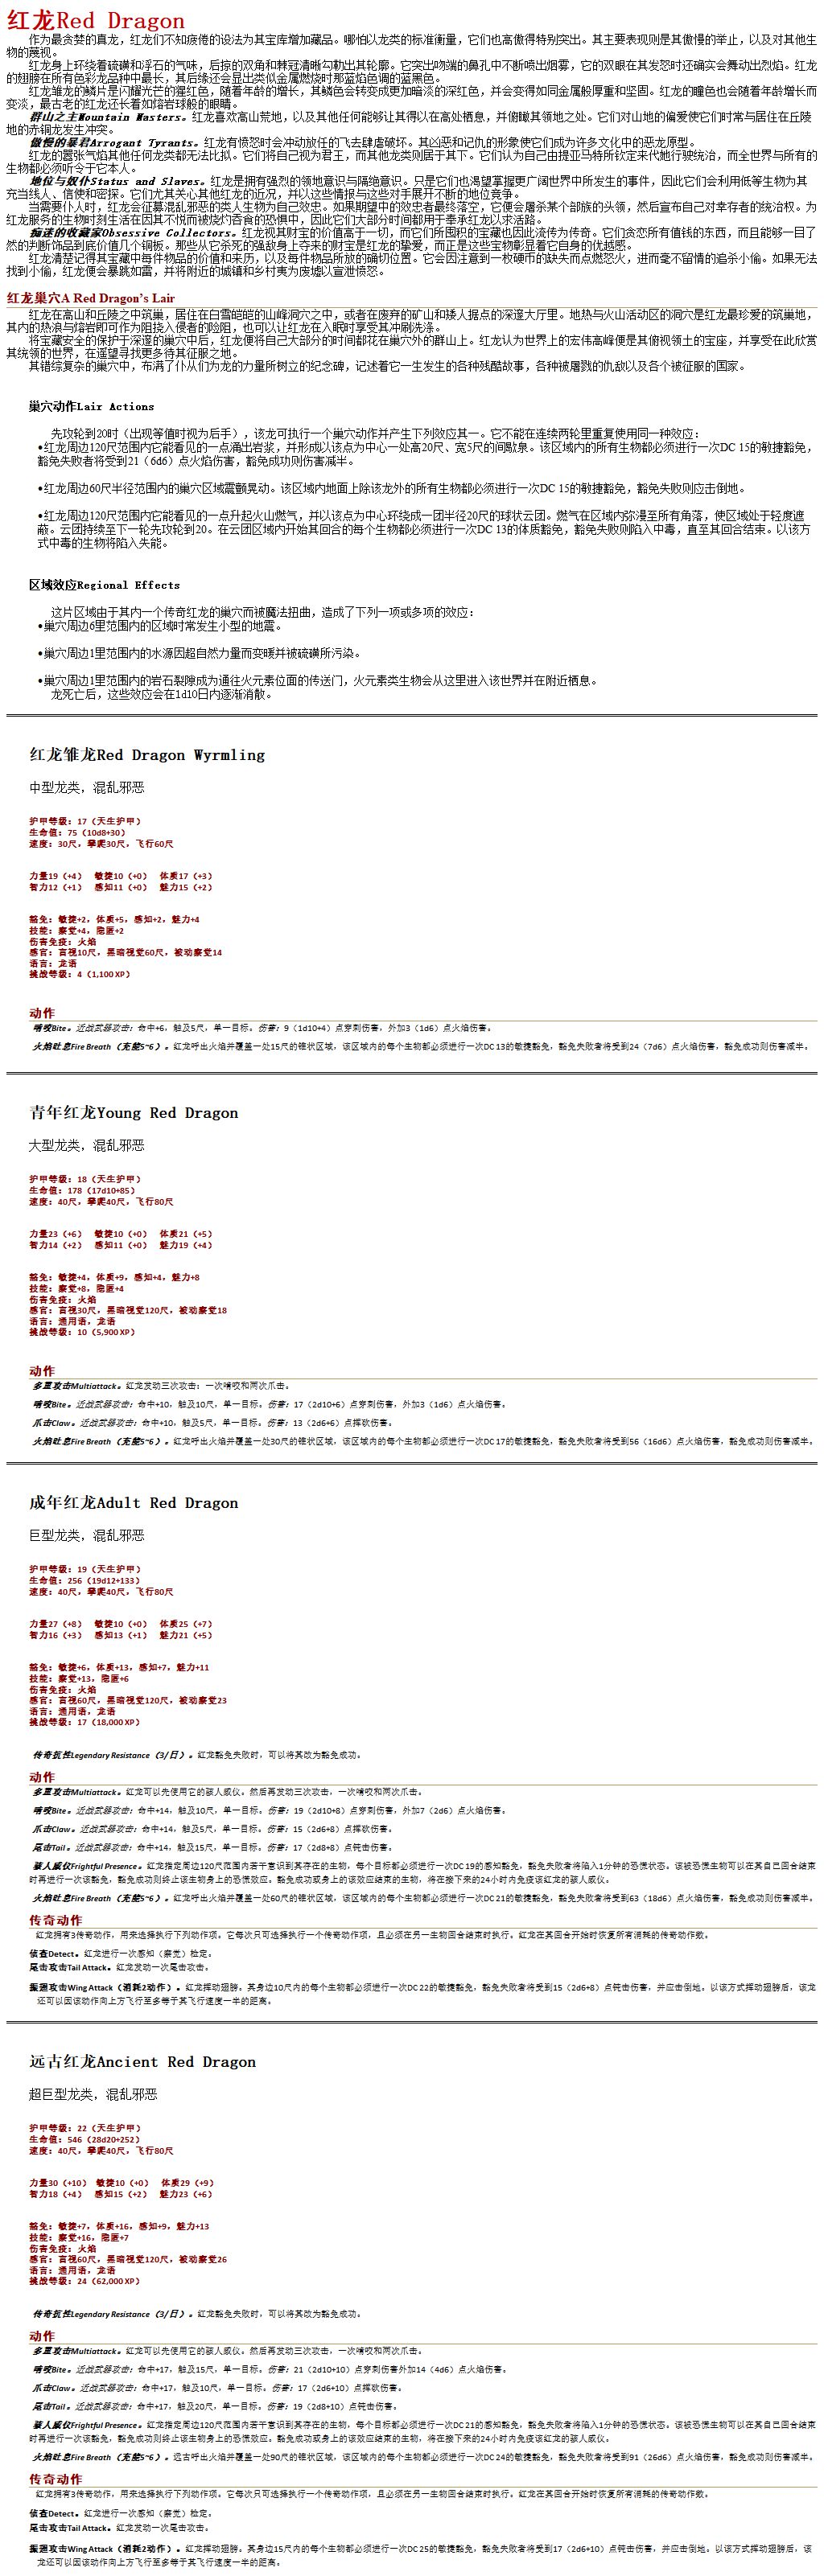 红龙Red Dragon
作为最贪婪的真龙，红龙们不知疲倦的设法为其宝库增加藏品。哪怕以龙类的标准衡量，它们也高傲得特别突出。其主要表现则是其傲慢的举止，以及对其他生
物的蔑视。
红龙身上环绕着硫磺和浮石的气味，后掠的双角和棘冠清晰勾勒出其轮廓。它突出吻端的鼻孔中不断喷出烟雾，它的双眼在其发怒时还确实会舞动出烈焰。红龙
的翅膀在所有色彩龙品种中最长，其后缘还会显出类似金属燃烧时那蓝焰色调的蓝黑色。
红龙雏龙的鳞片是闪耀光芒的猩红色，随着年龄的增长，其鳞色会转变成更加暗淡的深红色，并会变得如同金属般厚重和坚固。红龙的瞳色也会随着年龄增长而
变淡，最古老的红龙还长着如熔岩球般的眼睛。
群山之主Mountain Masters。红龙喜欢高山荒地，以及其他任何能够让其得以在高处栖息，并俯瞰其领地之处。它们对山地的偏爱使它们时常与居住在丘陵
地的赤铜龙发生冲突。
傲慢的暴君Arrogant Tyrants。红龙有愤怒时会冲动放任的飞去肆虐破坏。其凶恶和记仇的形象使它们成为许多文化中的恶龙原型。
红龙的嚣张气焰其他任何龙类都无法比拟。它们将自己视为君王，而其他龙类则居于其下。它们认为自己由提亚马特所钦定来代她行驶统治，而全世界与所有的
生物都必须听令于它本人。
地位与奴仆Status and Slaves。红龙是拥有强烈的领地意识与隔绝意识。只是它们也渴望掌握更广阔世界中所发生的事件，因此它们会利用低等生物为其
充当线人、信使和密探。它们尤其关心其他红龙的近况，并以这些情报与这些对手展开不断的地位竞争。
当需要仆人时，红龙会征募混乱邪恶的类人生物为自己效忠。如果期望中的效忠者最终落空，它便会屠杀某个部族的头领，然后宣布自己对幸存者的统治权。为
红龙服务的生物时刻生活在因其不悦而被烧灼吞食的恐惧中，因此它们大部分时间都用于奉承红龙以求活路。
痴迷的收藏家Obsessive Collectors。红龙视其财宝的价值高于一切，而它们所囤积的宝藏也因此流传为传奇。它们贪恋所有值钱的东西，而且能够一目了
然的判断饰品到底价值几个铜板。那些从它杀死的强敌身上夺来的财宝是红龙的挚爱，而正是这些宝物彰显着它自身的优越感。
红龙清楚记得其宝藏中每件物品的价值和来历，以及每件物品所放的确切位置。它会因注意到一枚硬币的缺失而点燃怒火，进而毫不留情的追杀小偷。如果无法
找到小偷，红龙便会暴跳如雷，并将附近的城镇和乡村夷为废墟以宣泄愤怒。
红龙巢穴A Red Dragon's Lair
红龙在高山和丘陵之中筑巢，居住在白雪皑皑的山峰洞穴之中，或者在废弃的矿山和矮人据点的深邃大厅里。地热与火山活动区的洞穴是红龙最珍爱的筑巢地，
其内的热浪与熔岩即可作为阻挠入侵者的险阻，也可以让红龙在入眠时享受其冲刷洗涤。
将宝藏安全的保护于深邃的巢穴中后，红龙便将自己大部分的时间都花在巢穴外的群山上。红龙认为世界上的宏伟高峰便是其俯视领土的宝座，并享受在此欣赏
其统领的世界，在遥望寻找更多待其征服之地。
其错综复杂的巢穴中，布满了仆从们为龙的力量所树立的纪念碑，记述着它一生发生的各种残酷故事，各种被屠戮的仇敌以及各个被征服的国家。
巢穴动作Lair Actions
先攻轮到20时（出现等值时视为后手），该龙可执行一个巢穴动作并产生下列效应其一。它不能在连续两轮里重复使用同一种效应：
•红龙周边120尺范围内它能看见的一点涌出岩浆，并形成以该点为中心一处高20尺、宽5尺的间歇泉。该区域内的所有生物都必须进行一次DC 15的敏捷豁免，
豁免失败者将受到21（6d6）点火焰伤害，豁免成功则伤害减半。
•红龙周边60尺半径范围内的巢穴区域震颤晃动。该区域内地面上除该龙外的所有生物都必须进行一次DC 15的敏捷豁免，豁免失败则应击倒地。
•红龙周边120尺范围内它能看见的一点升起火山燃气，并以该点为中心环绕成一团半径20尺的球状云团。燃气在区域内弥漫至所有角落，使区域处于轻度遮
蔽。云团持续至下一轮先攻轮到20。在云团区域内开始其回合的每个生物都必须进行一次DC 13的体质豁免，豁免失败则陷入中毒，直至其回合结束。以该方
式中毒的生物将陷入失能。
区域效应Regional Effects
这片区域由于其内一个传奇红龙的巢穴而被魔法扭曲，造成了下列一项或多项的效应：
•巢穴周边6里范围内的区域时常发生小型的地震。
•巢穴周边1里范围内的水源因超自然力量而变暖并被硫磺所污染。
•巢穴周边1里范围内的岩石裂隙成为通往火元素位面的传送门，火元素类生物会从这里进入该世界并在附近栖息。
龙死亡后，这些效应会在1d10日内逐渐消散。
红龙雏龙Red Dragon Wyrmling
中型龙类，混乱邪恶
护甲等级：17（天生护甲）
生命值：75（10d8+30）
速度：30尺，攀爬30尺，飞行60尺
力量19（+4） 敏捷10（+0） 体质17（+3）
智力12（+1） 感知11（+0） 魅力15（+2）
豁免：敏捷+2，体质+5，感知+2，魅力+4
技能：察觉+4，隐匿+2
伤害免疫：火焰
感官：盲视10尺，黑暗视觉60尺，被动察觉14
语言：龙语
挑战等级：4（1,100 XP）
动作
啃咬Bite。近战武器攻击：命中+6，触及5尺，单一目标。伤害：9（1d10+4）点穿刺伤害，外加3（1d6）点火焰伤害。
火焰吐息Fire Breath（充能5~6）。红龙呼出火焰并覆盖一处15尺的锥状区域，该区域内的每个生物都必须进行一次DC 13的敏捷豁免，豁免失败者将受到24（7d6）点火焰伤害，豁免成功则伤害减半。
青年红龙Young Red Dragon
大型龙类，混乱邪恶
护甲等级：18（天生护甲）
生命值：178（17d10+85）
速度：40尺，攀爬40尺，飞行80尺
力量23（+6） 敏捷10（+0） 体质21（+5）
智力14（+2） 感知11（+0） 魅力19（+4）
豁免：敏捷+4，体质+9，感知+4，魅力+8
技能：察觉+8，隐匿+4
伤害免疫：火焰
感官：盲视30尺，黑暗视觉120尺，被动察觉18
语言：通用语，龙语
挑战等级：10（5,900 XP）
动作
多重攻击Multiattack。红龙发动三次攻击：一次啃咬和两次爪击。
啃咬Bite。近战武器攻击：命中+10，触及10尺，单一目标。伤害：17（2d10+6）点穿刺伤害，外加3（1d6）点火焰伤害。
爪击Claw。近战武器攻击：命中+10，触及5尺，单一目标。伤害：13（2d6+6）点挥砍伤害。
火焰吐息Fire Breath（充能5~6）。红龙呼出火焰并覆盖一处30尺的锥状区域，该区域内的每个生物都必须进行一次DC 17的敏捷豁免，豁免失败者将受到56（16d6）点火焰伤害，豁免成功则伤害减半。
成年红龙Adult Red Dragon
巨型龙类，混乱邪恶
护甲等级：19（天生护甲）
生命值：256（19d12+133）
速度：40尺，攀爬40尺，飞行80尺
力量27（+8） 敏捷10（+0） 体质25（+7）
智力16（+3） 感知13（+1） 魅力21（+5）
豁免：敏捷+6，体质+13，感知+7，魅力+11
技能：察觉+13，隐匿+6
伤害免疫：火焰
感官：盲视60尺，黑暗视觉120尺，被动察觉23
语言：通用语，龙语
挑战等级：17（18,000 XP）
传奇抗性Legendary Resistance（3/日）。红龙豁免失败时，可以将其改为豁免成功。
动作
多重攻击Multiattack。红龙可以先使用它的骇人威仪。然后再发动三次攻击，一次啃咬和两次爪击。
啃咬Bite。近战武器攻击：命中+14，触及10尺，单一目标。伤害：19（2d10+8）点穿刺伤害，外加7（2d6）点火焰伤害。
爪击Claw。近战武器攻击：命中+14，触及5尺，单一目标。伤害：15（2d6+8）点挥砍伤害。
尾击Tail。近战武器攻击：命中+14，触及15尺，单一目标。伤害：17（2d8+8）点钝击伤害。
骇人威仪Frightful Presence。红龙指定周边120尺范围内若干意识到其存在的生物，每个目标都必须进行一次DC 19的感知豁免，豁免失败者将陷入1分钟的恐慌状态。该被恐慌生物可以在其自己回合结束
时再进行一次该豁免，豁免成功则终止该生物身上的恐慌效应。豁免成功或身上的该效应结束的生物，将在接下来的24小时内免疫该红龙的骇人威仪。
火焰吐息Fire Breath（充能5~6）。红龙呼出火焰并覆盖一处60尺的锥状区域，该区域内的每个生物都必须进行一次DC 21的敏捷豁免，豁免失败者将受到63（18d6）点火焰伤害，豁免成功则伤害减半。
传奇动作
红龙拥有3传奇动作，用来选择执行下列动作项。它每次只可选择执行一个传奇动作项，且必须在另一生物回合结束时执行。红龙在其回合开始时恢复所有消耗的传奇动作数。
侦查Detect。红龙进行一次感知（察觉）检定。
尾击攻击Tail Attack。红龙发动一次尾击攻击。
振翅攻击Wing Attack（消耗2动作）。红龙挥动翅膀。其身边10尺内的每个生物都必须进行一次DC 22的敏捷豁免，豁免失败者将受到15（2d6+8）点钝击伤害，并应击倒地。以该方式挥动翅膀后，该龙
还可以因该动作向上方飞行至多等于其飞行速度一半的距离。
远古红龙Ancient Red Dragon
超巨型龙类，混乱邪恶
护甲等级：22（天生护甲）
生命值：546（28d20+252）
速度：40尺，攀爬40尺，飞行80尺
力量30（+10） 敏捷10（+0） 体质29（+9）
智力18（+4） 感知15（+2） 魅力23（+6）
豁免：敏捷+7，体质+16，感知+9，魅力+13
技能：察觉+16，隐匿+7
伤害免疫：火焰
感官：盲视60尺，黑暗视觉120尺，被动察觉26
语言：通用语，龙语
挑战等级：24（62,000 XP）
传奇抗性Legendary Resistance（3/日）。红龙豁免失败时，可以将其改为豁免成功。
动作
多重攻击Multiattack。红龙可以先使用它的骇人威仪。然后再发动三次攻击，一次啃咬和两次爪击。
啃咬Bite。近战武器攻击：命中+17，触及15尺，单一目标。伤害：21（2d10+10）点穿刺伤害外加14（4d6）点火焰伤害。
爪击Claw。近战武器攻击：命中+17，触及10尺，单一目标。伤害：17（2d6+10）点挥砍伤害。
尾击Tail。近战武器攻击：命中+17，触及20尺，单一目标。伤害：19（2d8+10）点钝击伤害。
骇人威仪Frightful Presence。红龙指定周边120尺范围内若干意识到其存在的生物，每个目标都必须进行一次DC 21的感知豁免，豁免失败者将陷入1分钟的恐慌状态。该被恐慌生物可以在其自己回合结束
时再进行一次该豁免，豁免成功则终止该生物身上的恐慌效应。豁免成功或身上的该效应结束的生物，将在接下来的24小时内免疫该红龙的骇人威仪。
火焰吐息Fire Breath（充能5~6）。远古红龙呼出火焰并覆盖一处90尺的锥状区域，该区域内的每个生物都必须进行一次DC 24的敏捷豁免，豁免失败者将受到91（26d6）点火焰伤害，豁免成功则伤害减半。
传奇动作
红龙拥有3传奇动作，用来选择执行下列动作项。它每次只可选择执行一个传奇动作项，且必须在另一生物回合结束时执行。红龙在其回合开始时恢复所有消耗的传奇动作数。
侦查Detect。红龙进行一次感知（察觉）检定。
尾击攻击Tail Attack。红龙发动一次尾击攻击。
振翅攻击Wing Attack（消耗2动作）。红龙挥动翅膀。其身边15尺内的每个生物都必须进行一次DC 25的敏捷豁免，豁免失败者将受到17（2d6+10）点钝击伤害，并应击倒地。以该方式挥动翅膀后，该
龙还可以因该动作向上方飞行至多等于其飞行速度一半的距离。